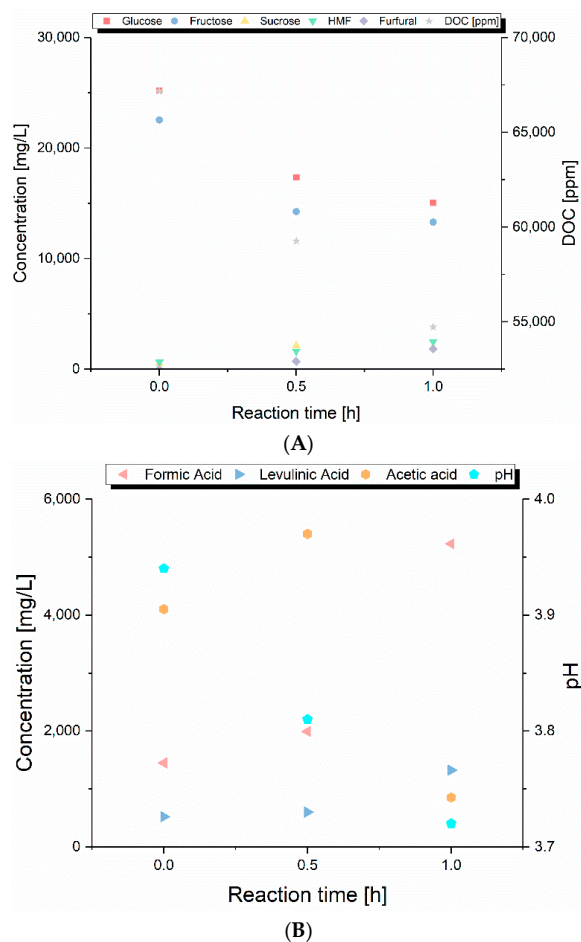 Glucose Fructose Sucrose HMF Furfural DOC [ppm]
30,000
20,000
10,000
0
Concentration [mg/L]
70,000
65,000
60,000
55,000
DOC [ppm]
0.0 0.5 1.0
Reaction time [h]
(A)
Formic Acid Levulinic Acid Acetic acid pH
6,000
4,000
2,000
0
Concentration [mg/L]
4.0
3.9
3.8
3.7
pH
0.0 0.5 1.0
Reaction time [h]
(B)